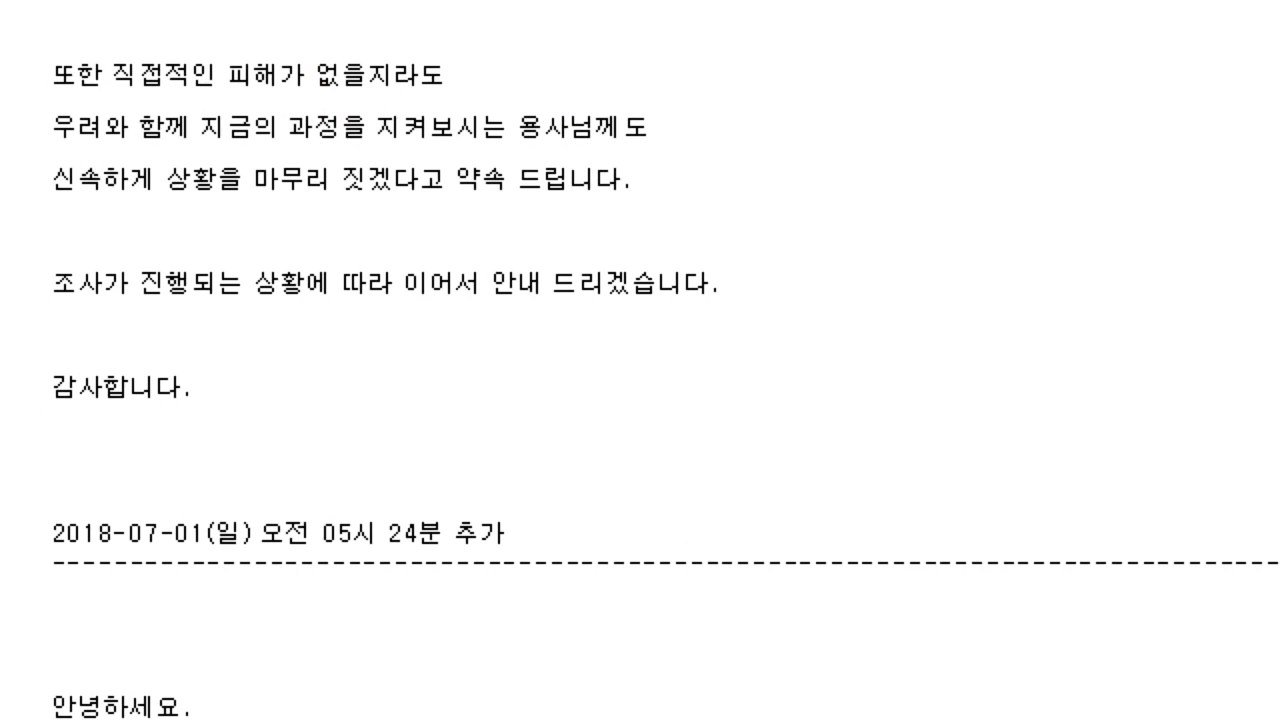 또한 직접적인 피해가 없을지라도
우려와 함께 지금의 과정을 지켜보시는 용사님께도
신속하게 상황을 마무리 짓겠다고 약속 드립니다.
조사가 진행되는 상황에 따라 이어서 안내 드리겠습니다.
감사합니다.
2018-07-01(일) 오전 05시 24분 추가
-----------------------------------------------------------------------------------
안녕하세요.